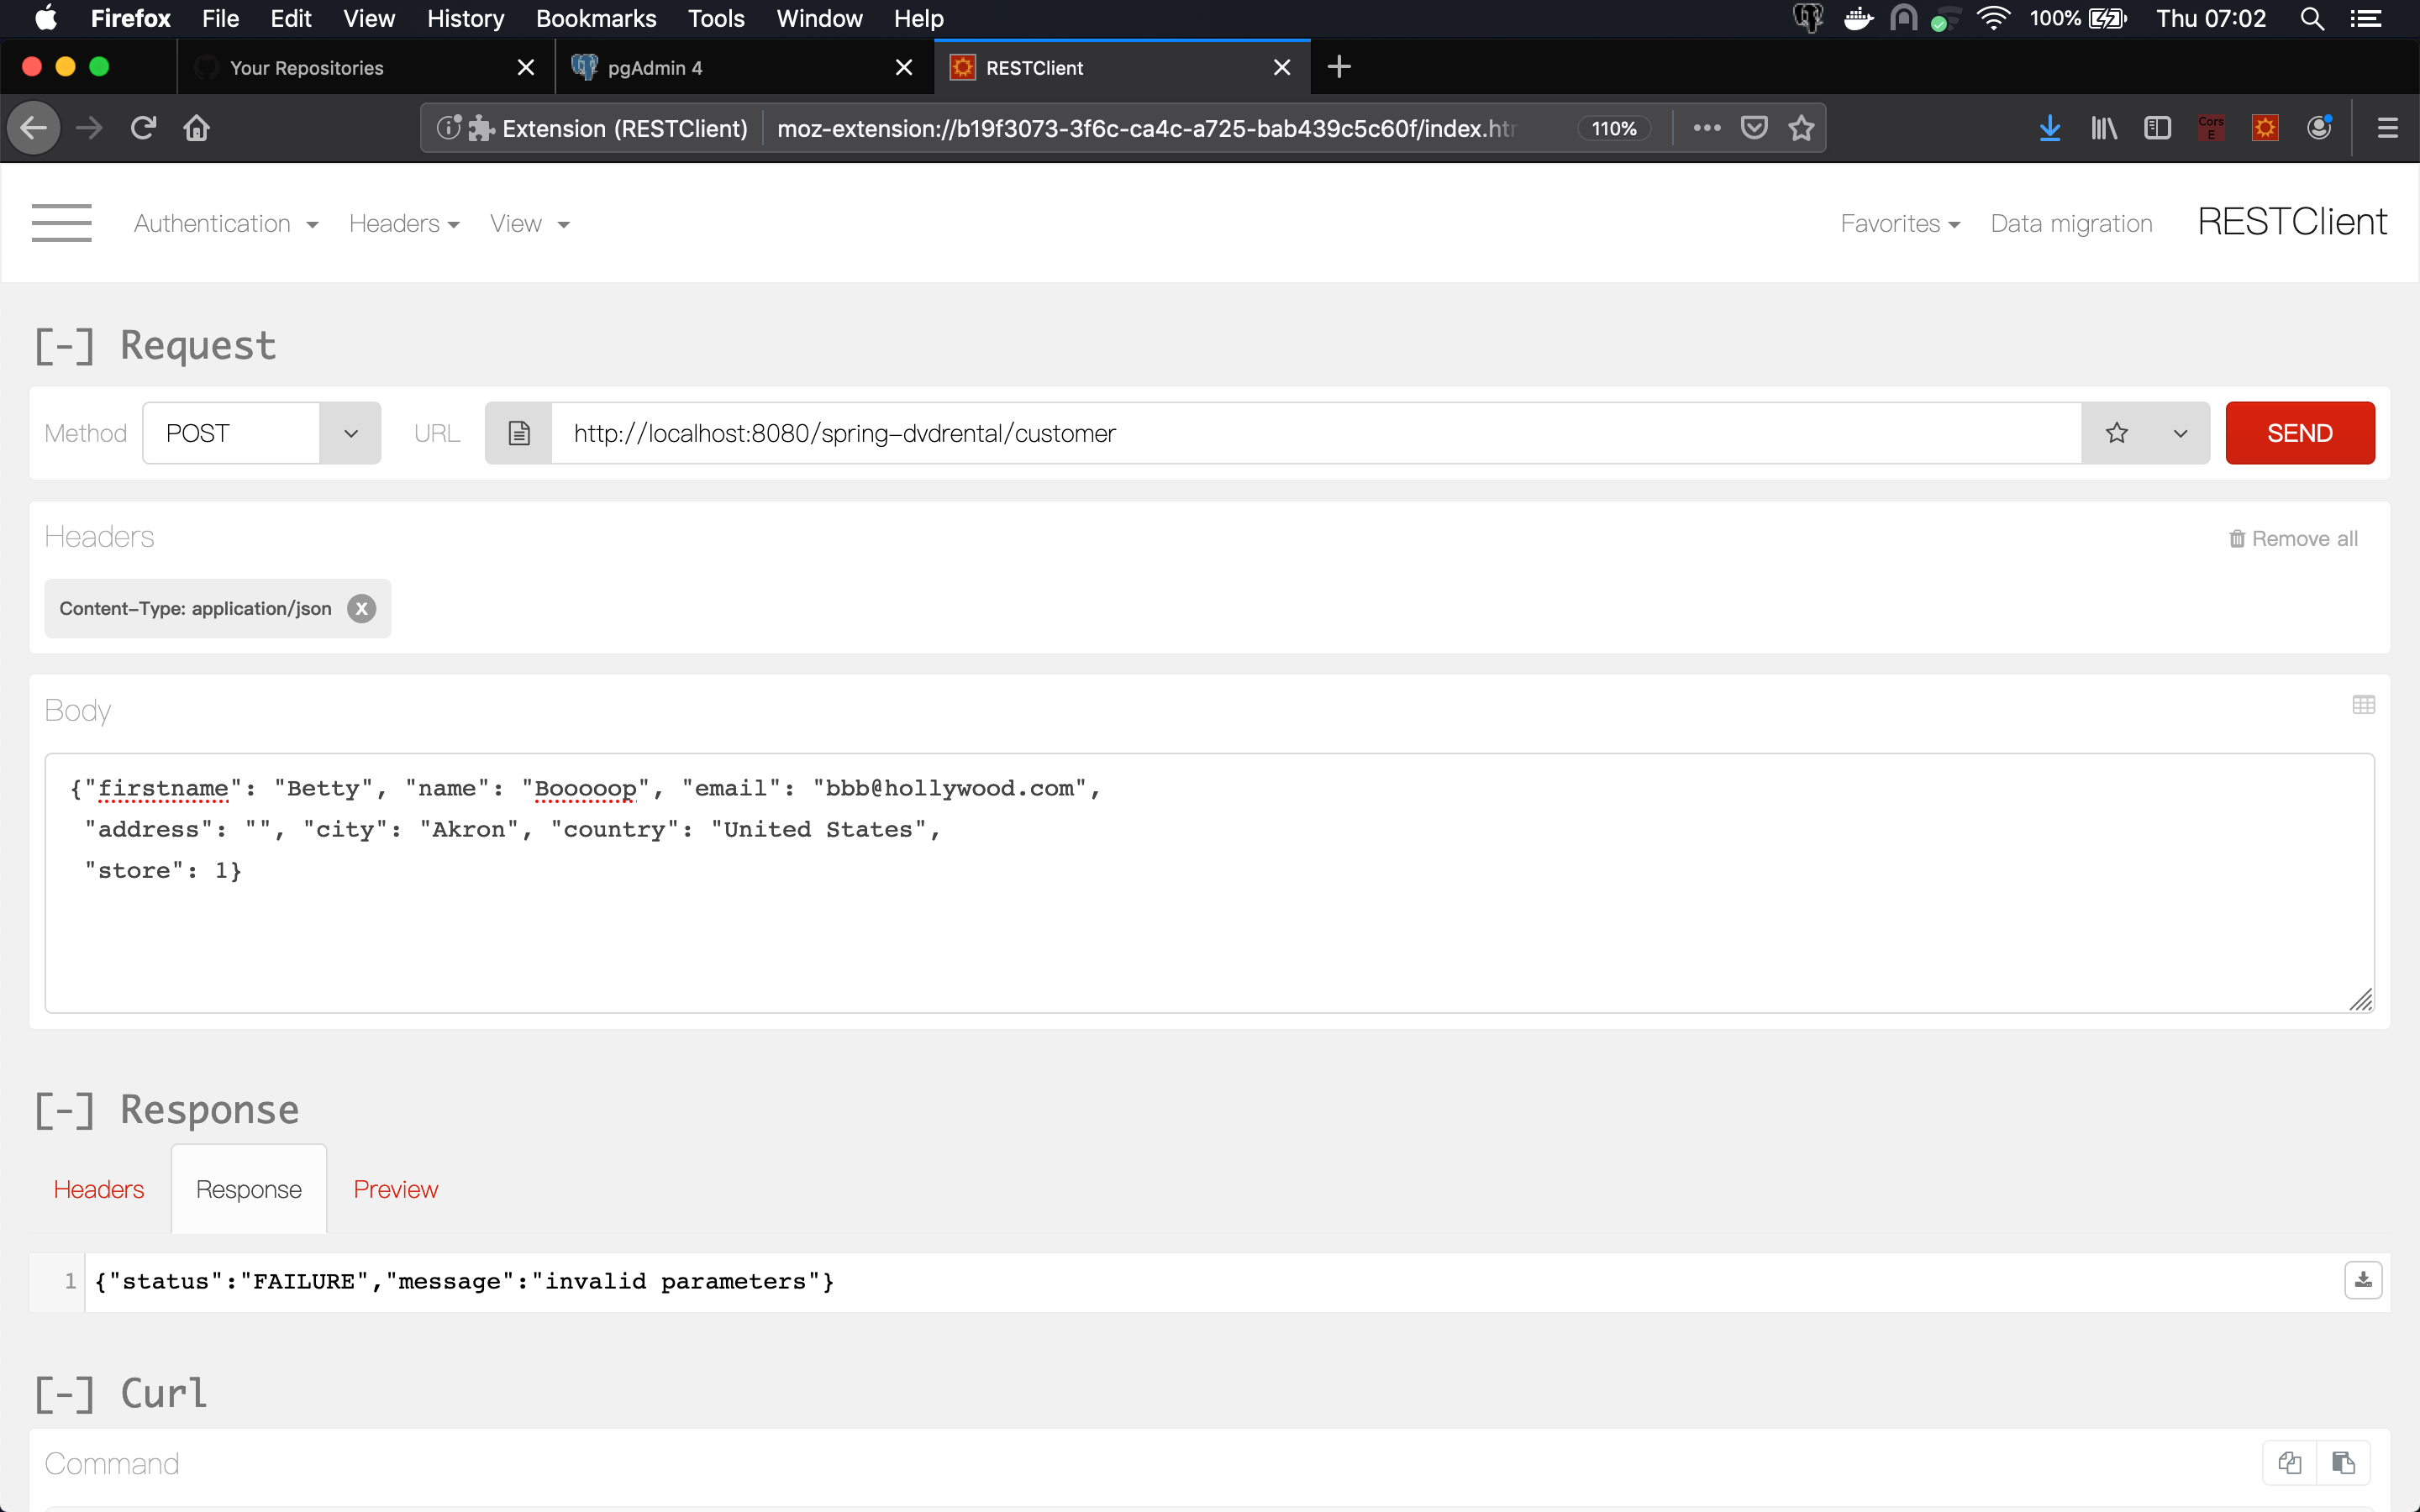 Firefox File Edit View History Bookmarks Tools Window Help 100% Thu 07:02
Your Repositories pgAdmin 4 RESTClient
Extension (RESTClient) moz-extension://b19f3073-3f6c-ca4c-a725-bab439c5c60f/index.htm 110% Cors E
Authentication Headers View Favorites Data migration RESTClient
[-] Request
Method POST URL http://localhost:8080/spring-dvdrental/customer SEND
Headers Remove all
Content-Type: application/json x
Body
{"firstname": "Betty", "name": "Booooop", "email": "bbb@hollywood.com",
"address": "", "city": "Akron", "country": "United States",
"store": 1}
[-] Response
Headers Response Preview
1 {"status":"FAILURE","message":"invalid parameters"}
[-] Curl
Command